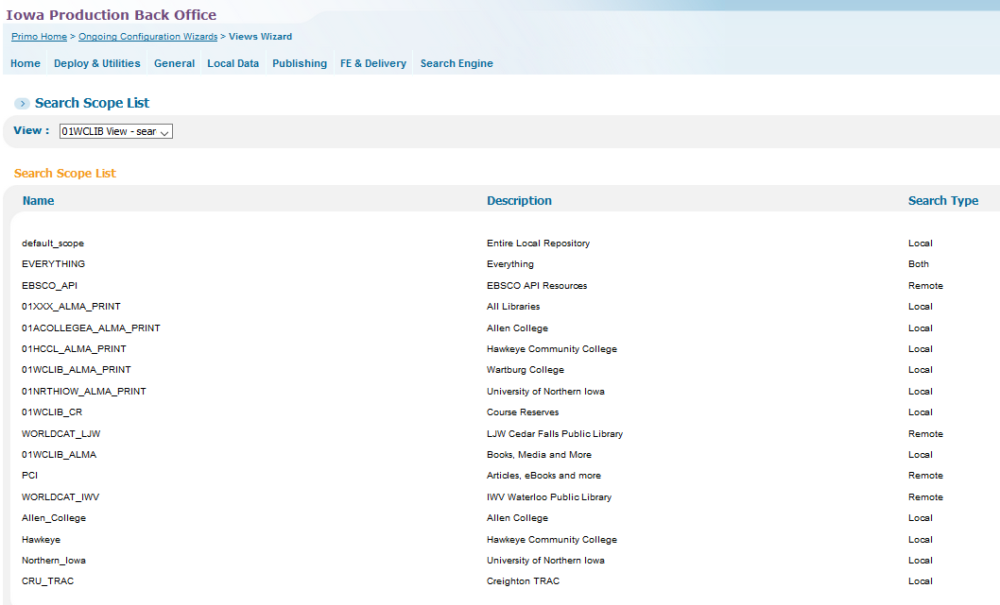 Iowa Production Back Office
Primo Home > Ongoing Configuration Wizards > Views Wizard
Home Deploy & Utilities General Local Data Publishing FE & Delivery Search Engine
Search Scope List
View : 01WCLIB View - sear
Search Scope List
Name Description Search Type
default_scope Entire Local Repository Local
EVERYTHING Everything Both
EBSCO_API EBSCO API Resources Remote
01XXX_ALMA_PRINT All Libraries Local
01ACOLLEGEA_ALMA_PRINT Allen College Local
01HCCL_ALMA_PRINT Hawkeye Community College Local
01WCLIB_ALMA_PRINT Wartburg College Local
01NRTHIOW_ALMA_PRINT University of Northern Iowa Local
01WCLIB_CR Course Reserves Local
WORLDCAT_LJW LJW Cedar Falls Public Library Remote
01WCLIB_ALMA Books, Media and More Local
PCI Articles, eBooks and more Remote
WORLDCAT_IWV IWV Waterloo Public Library Remote
Allen_College Allen College Local
Hawkeye Hawkeye Community College Local
Northern_Iowa University of Northern Iowa Local
CRU_TRAC Creighton TRAC Local